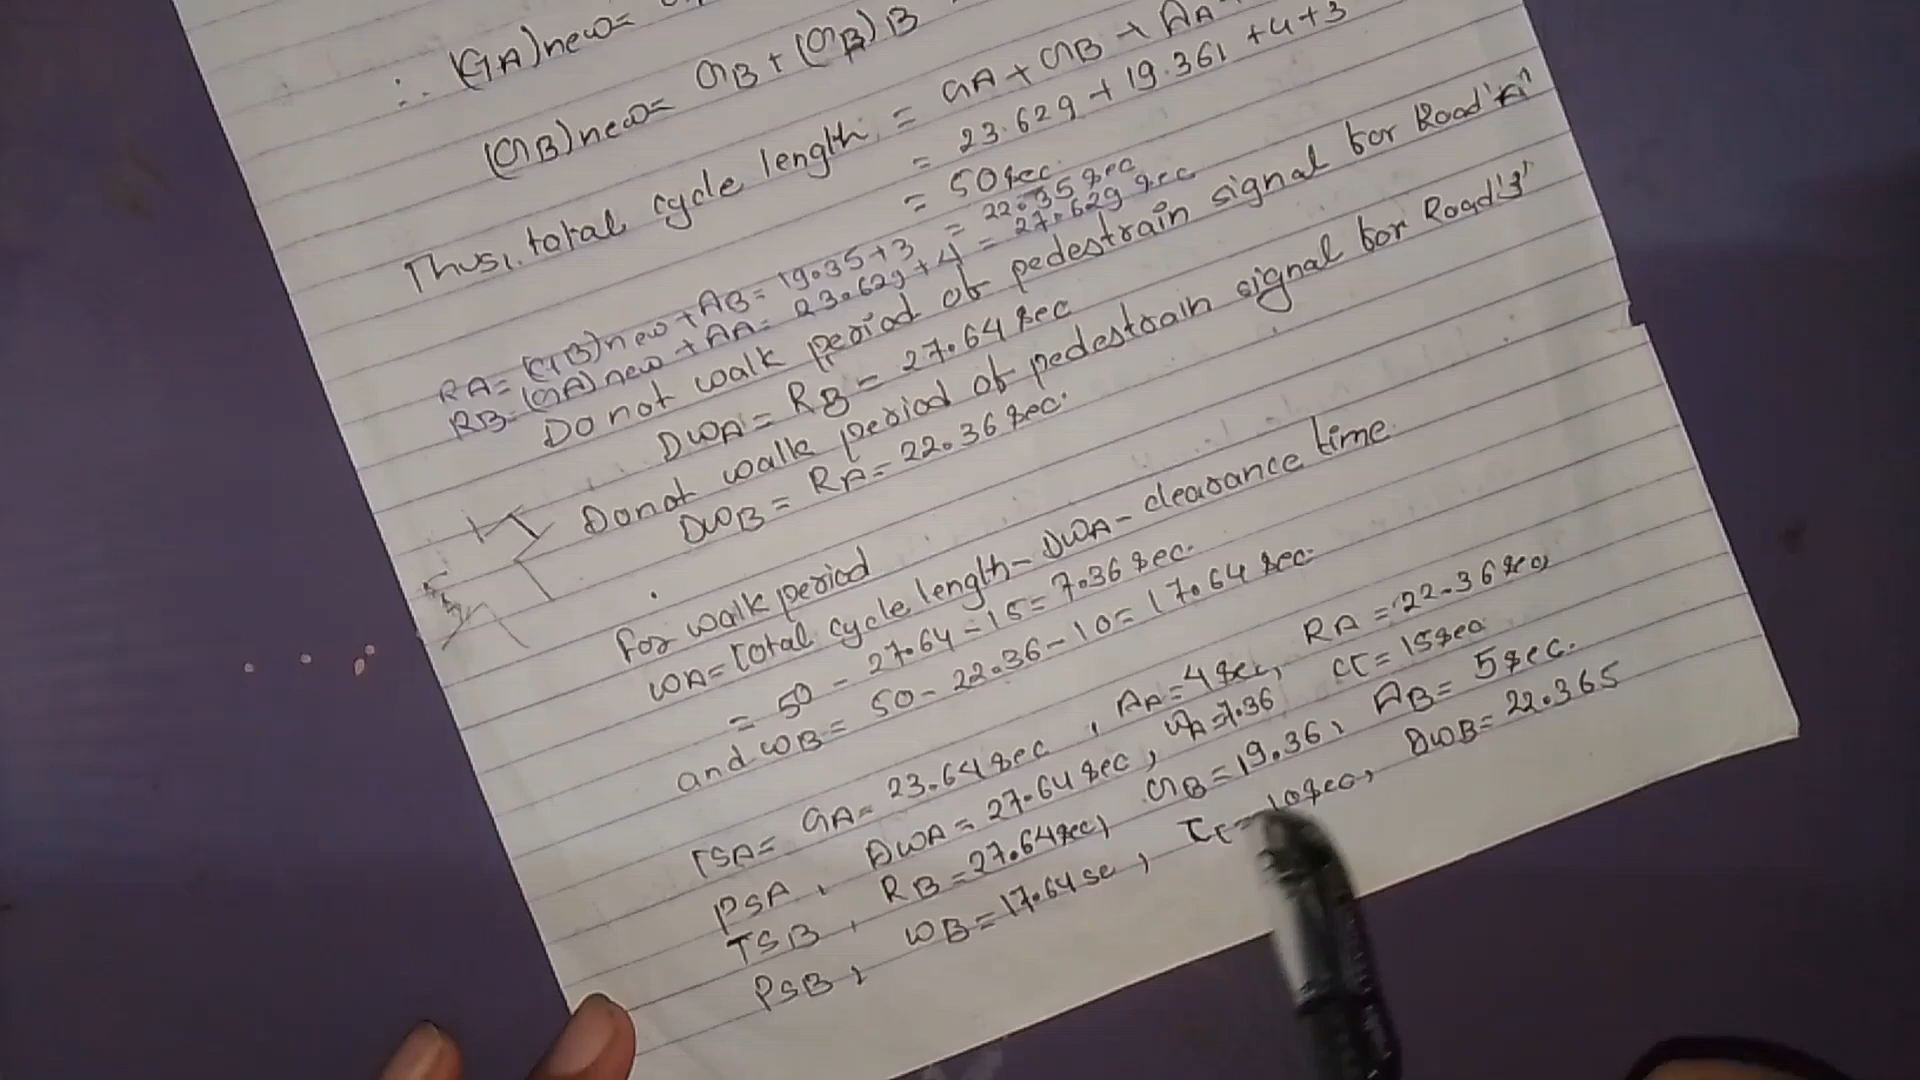 ∴ (GA)new=
(GB)new= GB + (GB)B
Thus, total cycle length = GA + GB + AA
= 23.629 + 19.361 + 4 + 3
= 50 sec
RA= (GB)new + AB = 19.35+3 = 22.35 sec
RB= (GA)new + AA= 23.629 + 4 = 27.629 sec
Do not walk period of pedestrain signal for Road 'A'
DWA = RB = 27.64 sec
Donot walk period of pedestrain signal for Road 'B'
DWB = RA = 22.36 sec.
for walk period
WA= Total cycle length - DWA - clearance time
= 50 - 27.64 - 15 = 7.36 sec.
and WB = 50 - 22.36 - 10 = 17.64 sec.
TSA= GA= 23.64 sec, AA=4 sec, RA = 22.36 sec,
PSA, DWA = 27.64 sec, WA=7.36 CT= 15 sec
TSB, RB = 27.64 sec, GB = 19.36, AB = 5 sec.
PSB, WB = 17.64 se, 10 sec, DWB = 22.365